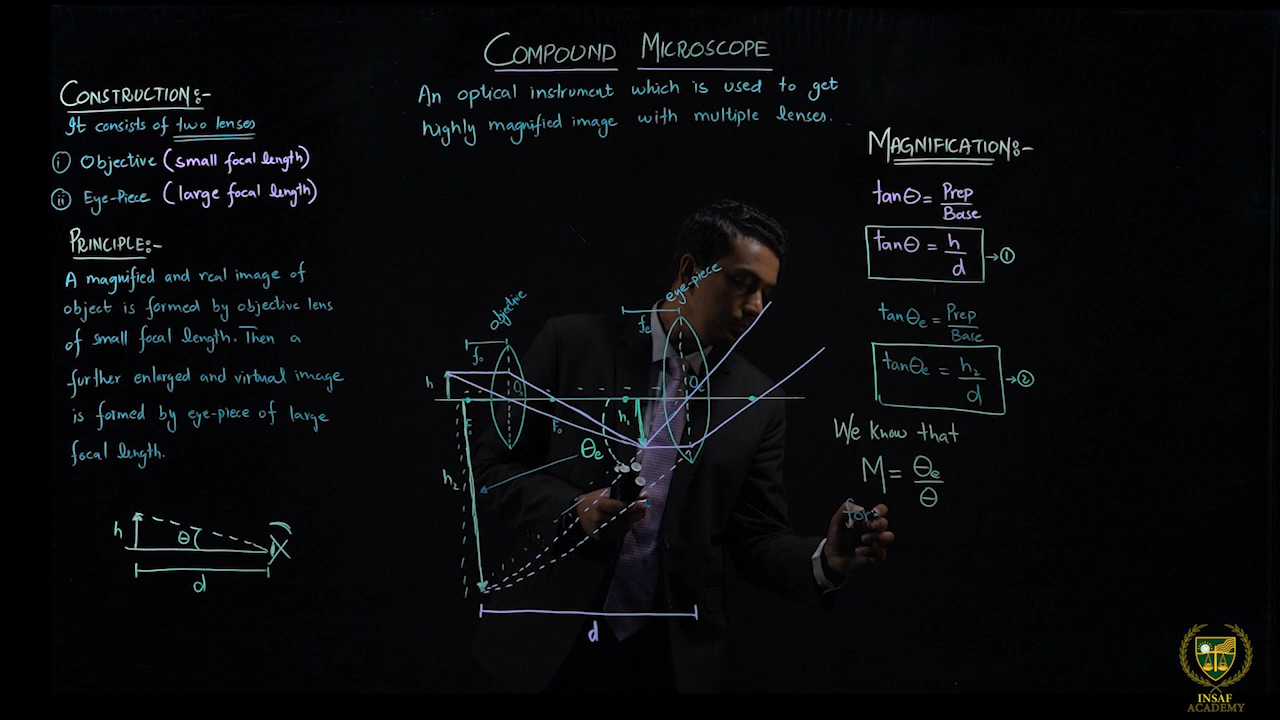 COMPOUND MICROSCOPE
An optical instrument which is used to get
highly magnified image with multiple lenses.
CONSTRUCTION:-
It consists of two lenses
(i) Objective (small focal length)
(ii) Eye-Piece (large focal length)
PRINCIPLE:-
A magnified and real image of
object is formed by objective lens
of small focal length. Then a
further enlarged and virtual image
is formed by eye-piece of large
focal length.
h
θ
d
objective
eye-piece
fo
fe
h
O
Fo
Fo
h1
θe
h2
d
MAGNIFICATION:-
tanθ = Prep
Base
tanθ = h
d
→①
tanθe = Prep
Base
tanθe = h2
d
→②
We know that
M = θe
θ
for
INSAF
ACADEMY